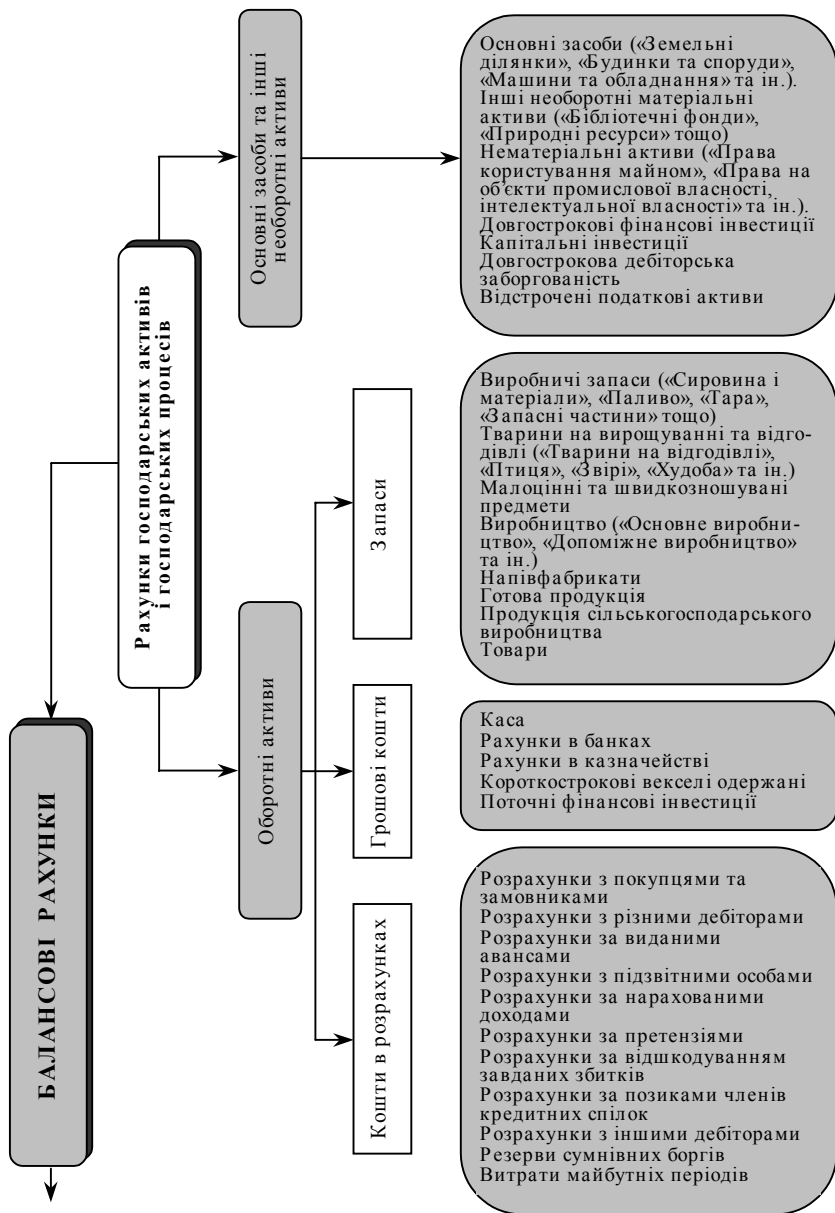 БАЛАНСОВІ РАХУНКИ
Рахунки господарських активів
і господарських процесів
Основні засоби та інші
необоротні активи
Основні засоби («Земельні
ділянки», «Будинки та споруди»,
«Машини та обладнання» та ін.).
Інші необоротні матеріальні
активи («Бібліотечні фонди»,
«Природні ресурси» тощо)
Нематеріальні активи («Права
користування майном», «Права на
об’єкти промислової власності,
інтелектуальної власності» та ін.).
Довгострокові фінансові інвестиції
Капітальні інвестиції
Довгострокова дебіторська
заборгованість
Відстрочені податкові активи
Оборотні активи
Запаси
Виробничі запаси («Сировина і
матеріали», «Паливо», «Тара»,
«Запасні частини» тощо)
Тварини на вирощуванні та відго-
дівлі («Тварини на відгодівлі»,
«Птиця», «Звірі», «Худоба» та ін.)
Малоцінні та швидкозношувані
предмети
Виробництво («Основне виробни-
цтво», «Допоміжне виробництво»
та ін.)
Напівфабрикати
Готова продукція
Продукція сільськогосподарського
виробництва
Товари
Грошові кошти
Каса
Рахунки в банках
Рахунки в казначействі
Короткострокові векселі одержані
Поточні фінансові інвестиції
Кошти в розрахунках
Розрахунки з покупцями та
замовниками
Розрахунки з різними дебіторами
Розрахунки за виданими
авансами
Розрахунки з підзвітними особами
Розрахунки за нарахованими
доходами
Розрахунки за претензіями
Розрахунки за відшкодуванням
завданих збитків
Розрахунки за позиками членів
кредитних спілок
Розрахунки з іншими дебіторами
Резерви сумнівних боргів
Витрати майбутніх періодів